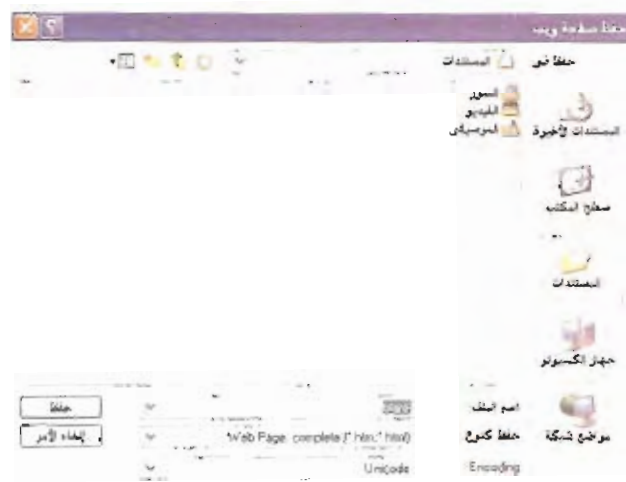 حفظ صفحة ويب
حفظ في المستندات
الصور
الفيديو
الموسيقى
المستندات الأخيرة
سطح المكتب
المستندات
جهاز الكمبيوتر
مواضع شبكة
اسم الملف
حفظ
حفظ كنوع Web Page, complete (*.htm;*.html)
إلغاء الأمر
Encoding Unicode